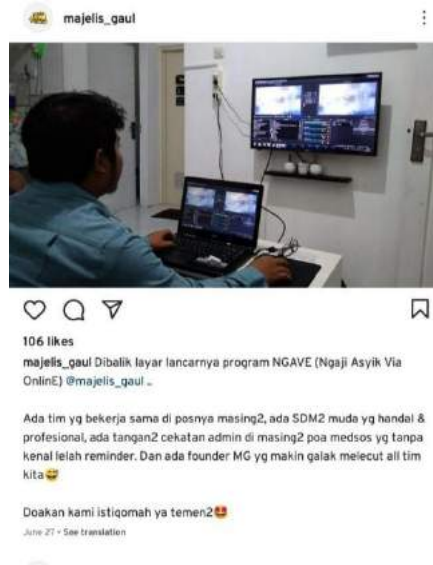 majelis_gaul
106 likes
majelis_gaul Dibalik layar lancarnya program NGAVE (Ngaji Asyik Via
OnlinE) @majelis_gaul ..
Ada tim yg bekerja sama di posnya masing2, ada SDM2 muda yg handal &
profesional, ada tangan2 cekatan admin di masing2 poa medsos yg tanpa
kenal lelah reminder. Dan ada founder MG yg makin galak melecut all tim
kita😅
Doakan kami istiqomah ya temen2🤩
June 27 • See translation